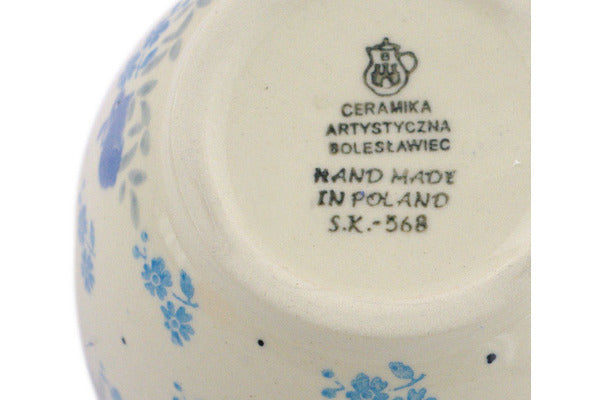 CERAMIKA
ARTYSTYCZNA
BOLESŁAWIEC
HAND MADE
IN POLAND
S.K.-568